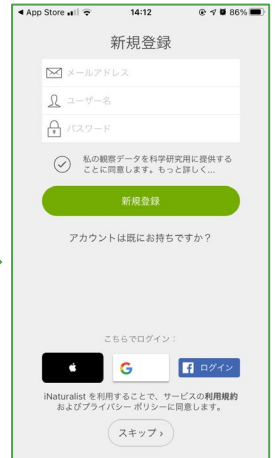 App Store 14:12 86%
新規登録
メールアドレス
ユーザー名
パスワード
私の観察データを科学研究用に提供する
ことに同意します。もっと詳しく...
新規登録
アカウントは既にお持ちですか？
こちらでログイン：
G f ログイン
iNaturalist を利用することで、サービスの利用規約
およびプライバシー ポリシーに同意します。
スキップ ›